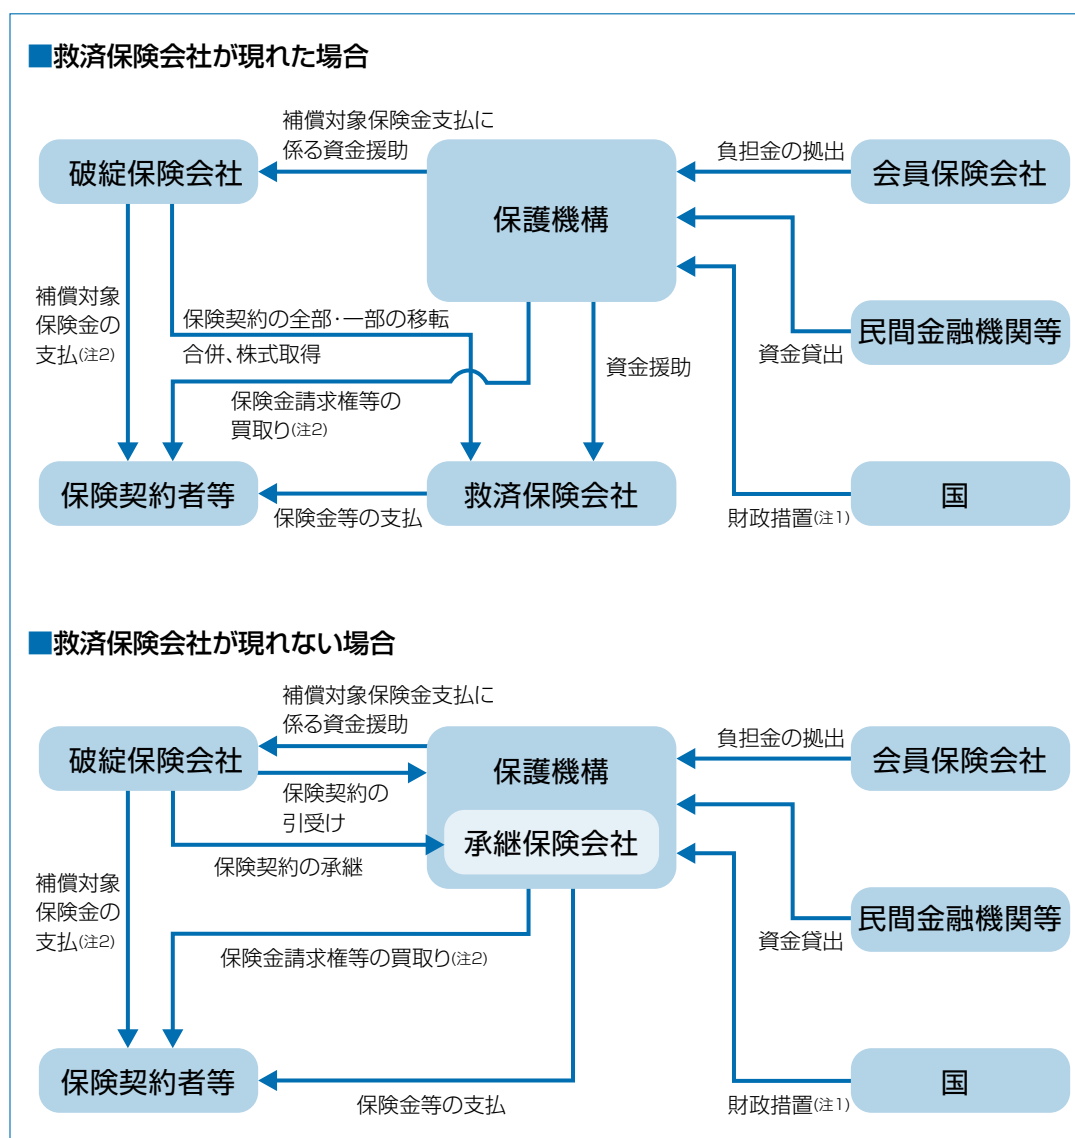 ■救済保険会社が現れた場合
補償対象保険金支払に
係る資金援助
破綻保険会社
保護機構
負担金の拠出
会員保険会社
補償対象
保険金の
支払(注2)
保険契約の全部・一部の移転
合併、株式取得
保険金請求権等の
買取り(注2)
資金援助
民間金融機関等
資金貸出
保険契約者等
保険金等の支払
救済保険会社
財政措置(注1)
国
■救済保険会社が現れない場合
補償対象保険金支払に
係る資金援助
破綻保険会社
保護機構
負担金の拠出
会員保険会社
保険契約の
引受け
承継保険会社
保険契約の承継
補償対象
保険金の
支払(注2)
保険金請求権等の買取り(注2)
民間金融機関等
資金貸出
保険契約者等
保険金等の支払
財政措置(注1)
国